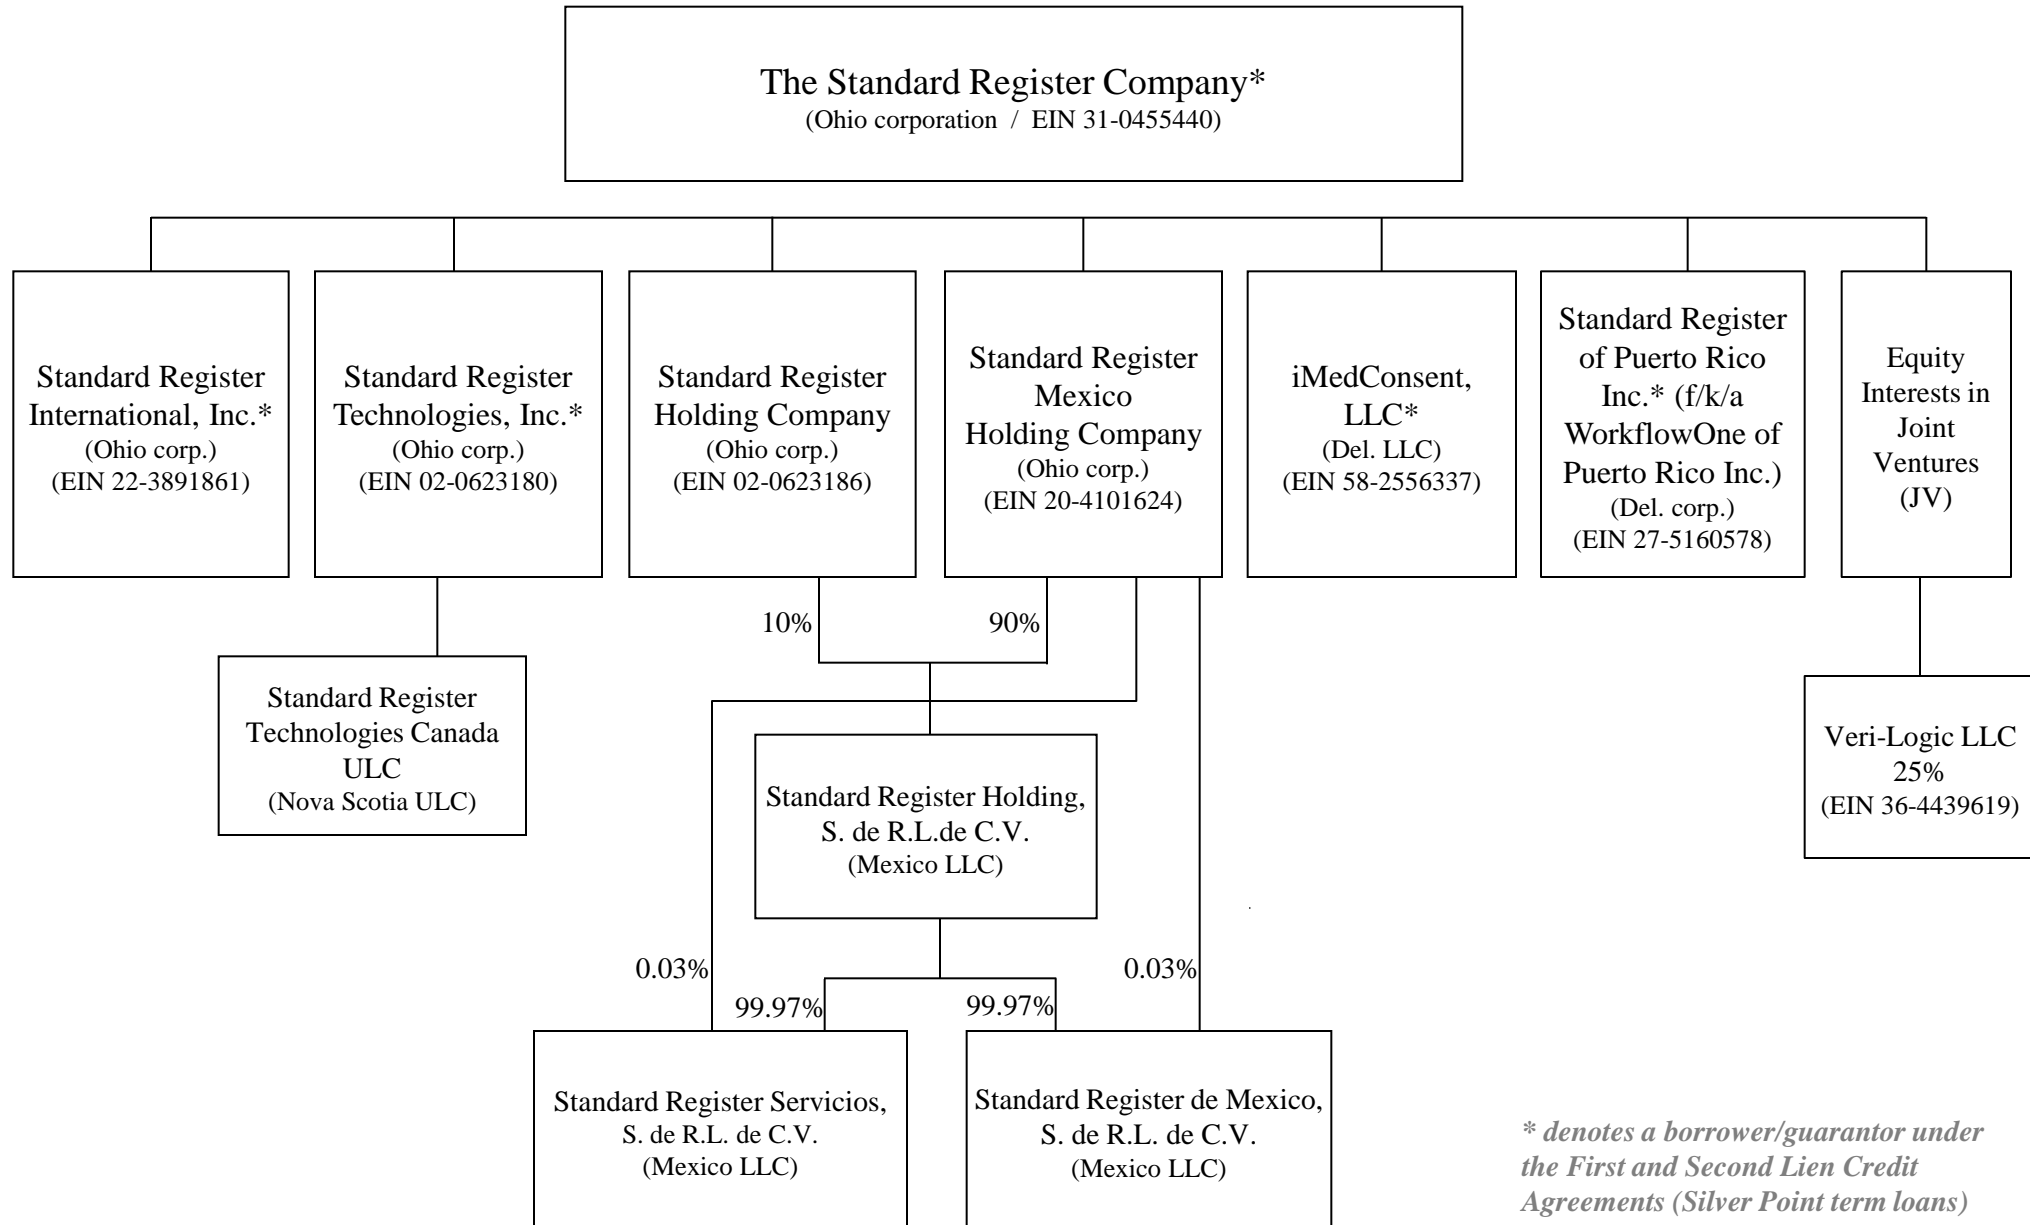 The Standard Register Company*
(Ohio corporation / EIN 31-0455440)
Standard Register
International, Inc.*
(Ohio corp.)
(EIN 22-3891861)
Standard Register
Technologies, Inc.*
(Ohio corp.)
(EIN 02-0623180)
Standard Register
Holding Company
(Ohio corp.)
(EIN 02-0623186)
Standard Register
Mexico
Holding Company
(Ohio corp.)
(EIN 20-4101624)
iMedConsent,
LLC*
(Del. LLC)
(EIN 58-2556337)
Standard Register
of Puerto Rico
Inc.* (f/k/a
WorkflowOne of
Puerto Rico Inc.)
(Del. corp.)
(EIN 27-5160578)
Equity
Interests in
Joint
Ventures
(JV)
10%
90%
Standard Register
Technologies Canada
ULC
(Nova Scotia ULC)
Standard Register Holding,
S. de R.L.de C.V.
(Mexico LLC)
Veri-Logic LLC
25%
(EIN 36-4439619)
0.03%
99.97%
99.97%
0.03%
Standard Register Servicios,
S. de R.L. de C.V.
(Mexico LLC)
Standard Register de Mexico,
S. de R.L. de C.V.
(Mexico LLC)
* denotes a borrower/guarantor under
the First and Second Lien Credit
Agreements (Silver Point term loans)